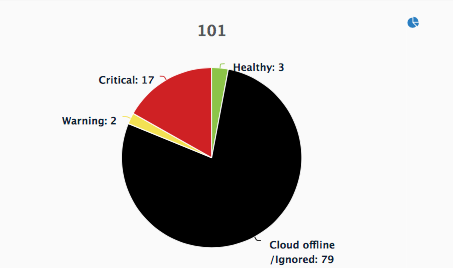 101
Healthy: 3
Critical: 17
Warning: 2
Cloud offline
/Ignored: 79